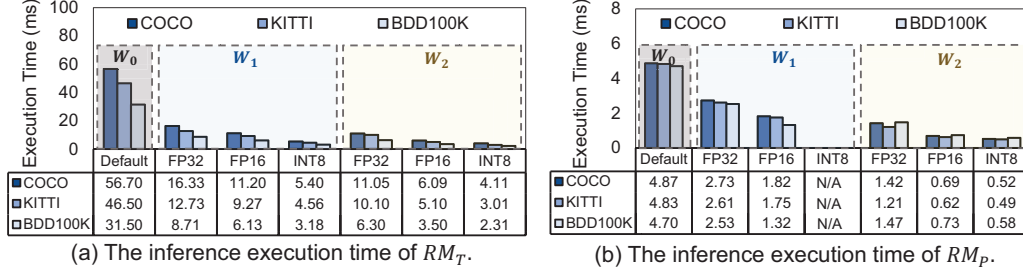 COCO KITTI BDD100K
Execution Time (ms)
100
80
60
40
20
0
W0 W1 W2
Default FP32 FP16 INT8 FP32 FP16 INT8
COCO 56.70 16.33 11.20 5.40 11.05 6.09 4.11
KITTI 46.50 12.73 9.27 4.56 10.10 5.10 3.01
BDD100K 31.50 8.71 6.13 3.18 6.30 3.50 2.31
(a) The inference execution time of RM_T.
COCO KITTI BDD100K
Execution Time (ms)
8
6
4
2
0
W0 W1 W2
Default FP32 FP16 INT8 FP32 FP16 INT8
COCO 4.87 2.73 1.82 N/A 1.42 0.69 0.52
KITTI 4.83 2.61 1.75 N/A 1.21 0.62 0.49
BDD100K 4.70 2.53 1.32 N/A 1.47 0.73 0.58
(b) The inference execution time of RM_P.